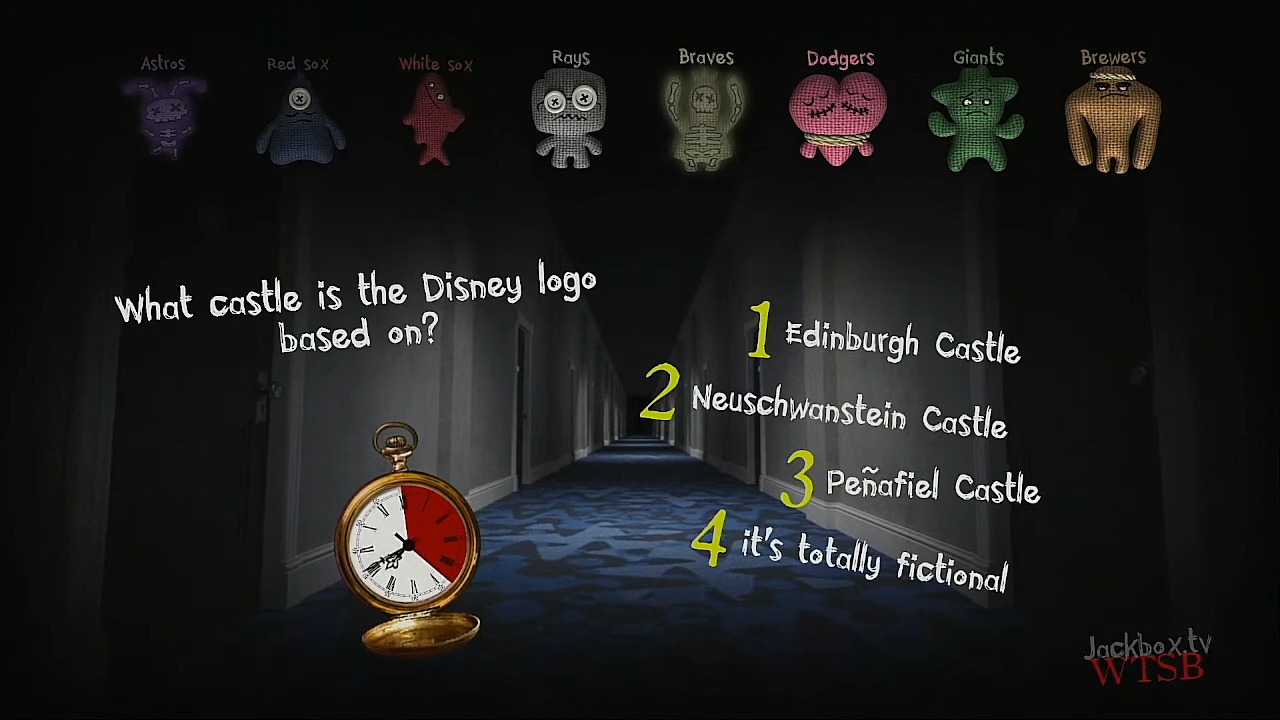 Astros
Red sox
White sox
Rays
Braves
Dodgers
Giants
Brewers
What castle is the Disney logo
based on?
1 Edinburgh Castle
2 Neuschwanstein Castle
3 Peñafiel Castle
4 it's totally fictional
Jackbox.tv
WTSB